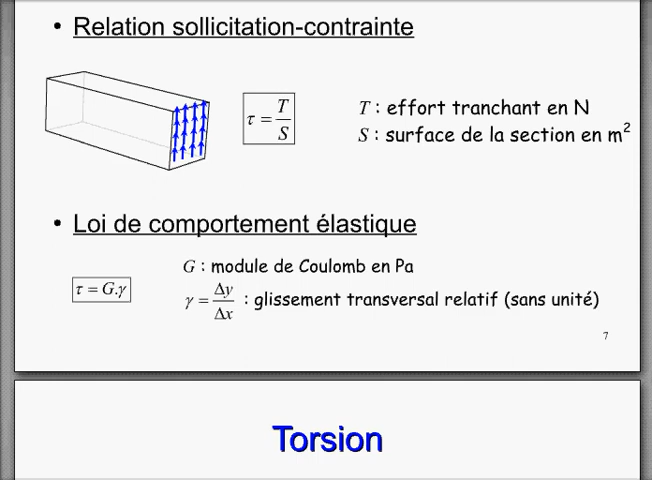 • Relation sollicitation-contrainte
τ = T/S
T : effort tranchant en N
S : surface de la section en m²
• Loi de comportement élastique
G : module de Coulomb en Pa
τ = G.γ
γ = Δy/Δx : glissement transversal relatif (sans unité)
7
Torsion